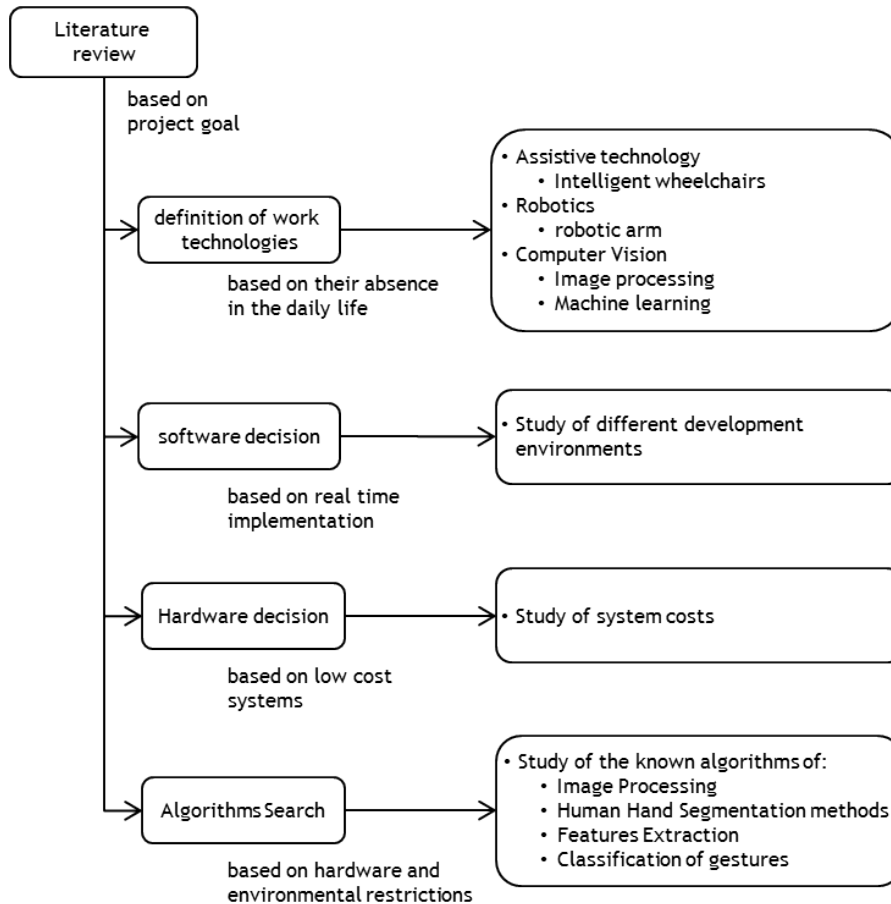 Literature
review
based on
project goal
definition of work
technologies
based on their absence
in the daily life
• Assistive technology
• Intelligent wheelchairs
• Robotics
• robotic arm
• Computer Vision
• Image processing
• Machine learning
software decision
based on real time
implementation
• Study of different development
environments
Hardware decision
based on low cost
systems
• Study of system costs
Algorithms Search
based on hardware and
environmental restrictions
• Study of the known algorithms of:
• Image Processing
• Human Hand Segmentation methods
• Features Extraction
• Classification of gestures